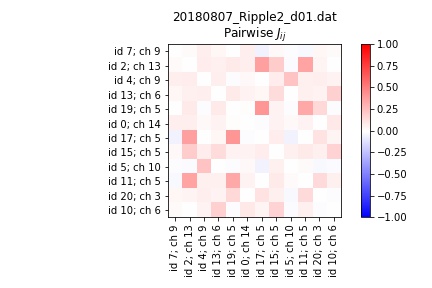 20180807_Ripple2_d01.dat
Pairwise J_ij
id 7; ch 9
id 2; ch 13
id 4; ch 9
id 13; ch 6
id 19; ch 5
id 0; ch 14
id 17; ch 5
id 15; ch 5
id 5; ch 10
id 11; ch 5
id 20; ch 3
id 10; ch 6
id 7; ch 9
id 2; ch 13
id 4; ch 9
id 13; ch 6
id 19; ch 5
id 0; ch 14
id 17; ch 5
id 15; ch 5
id 5; ch 10
id 11; ch 5
id 20; ch 3
id 10; ch 6
1.00
0.75
0.50
0.25
0.00
−0.25
−0.50
−0.75
−1.00